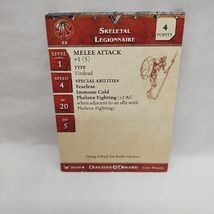 SKELETAL
LEGIONNAIRE
4
POINTS
LE
LEVEL
1
SPEED
4
AC
20
HP
5
MELEE ATTACK
+1 (5)
TYPE
Undead
SPECIAL ABILITIES
Fearless
Immune Cold
Phalanx Fighting (+2 AC
when adjacent to an ally with
Phalanx Fighting)
DUNGEONS & DRAGONS